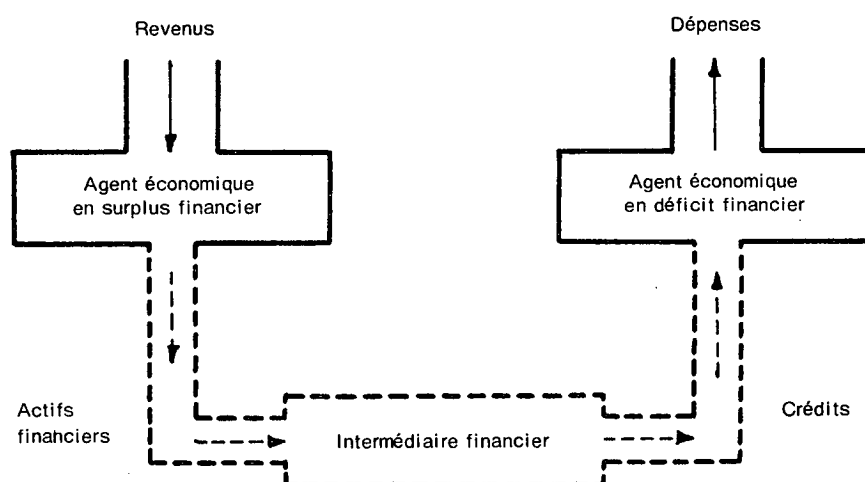 Revenus
Dépenses
Agent économique
en surplus financier
Agent économique
en déficit financier
Actifs
financiers
Intermédiaire financier
Crédits